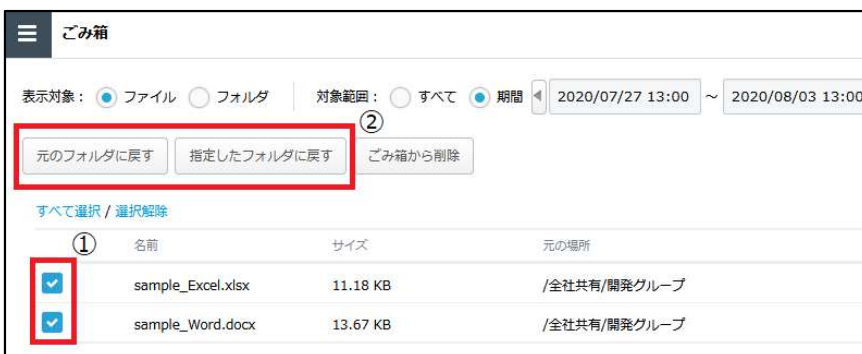 ごみ箱
表示対象： ファイル フォルダ 対象範囲： すべて 期間 2020/07/27 13:00 ～ 2020/08/03 13:00
②
元のフォルダに戻す 指定したフォルダに戻す ごみ箱から削除
すべて選択 / 選択解除
① 名前 サイズ 元の場所
sample_Excel.xlsx 11.18 KB /全社共有/開発グループ
sample_Word.docx 13.67 KB /全社共有/開発グループ